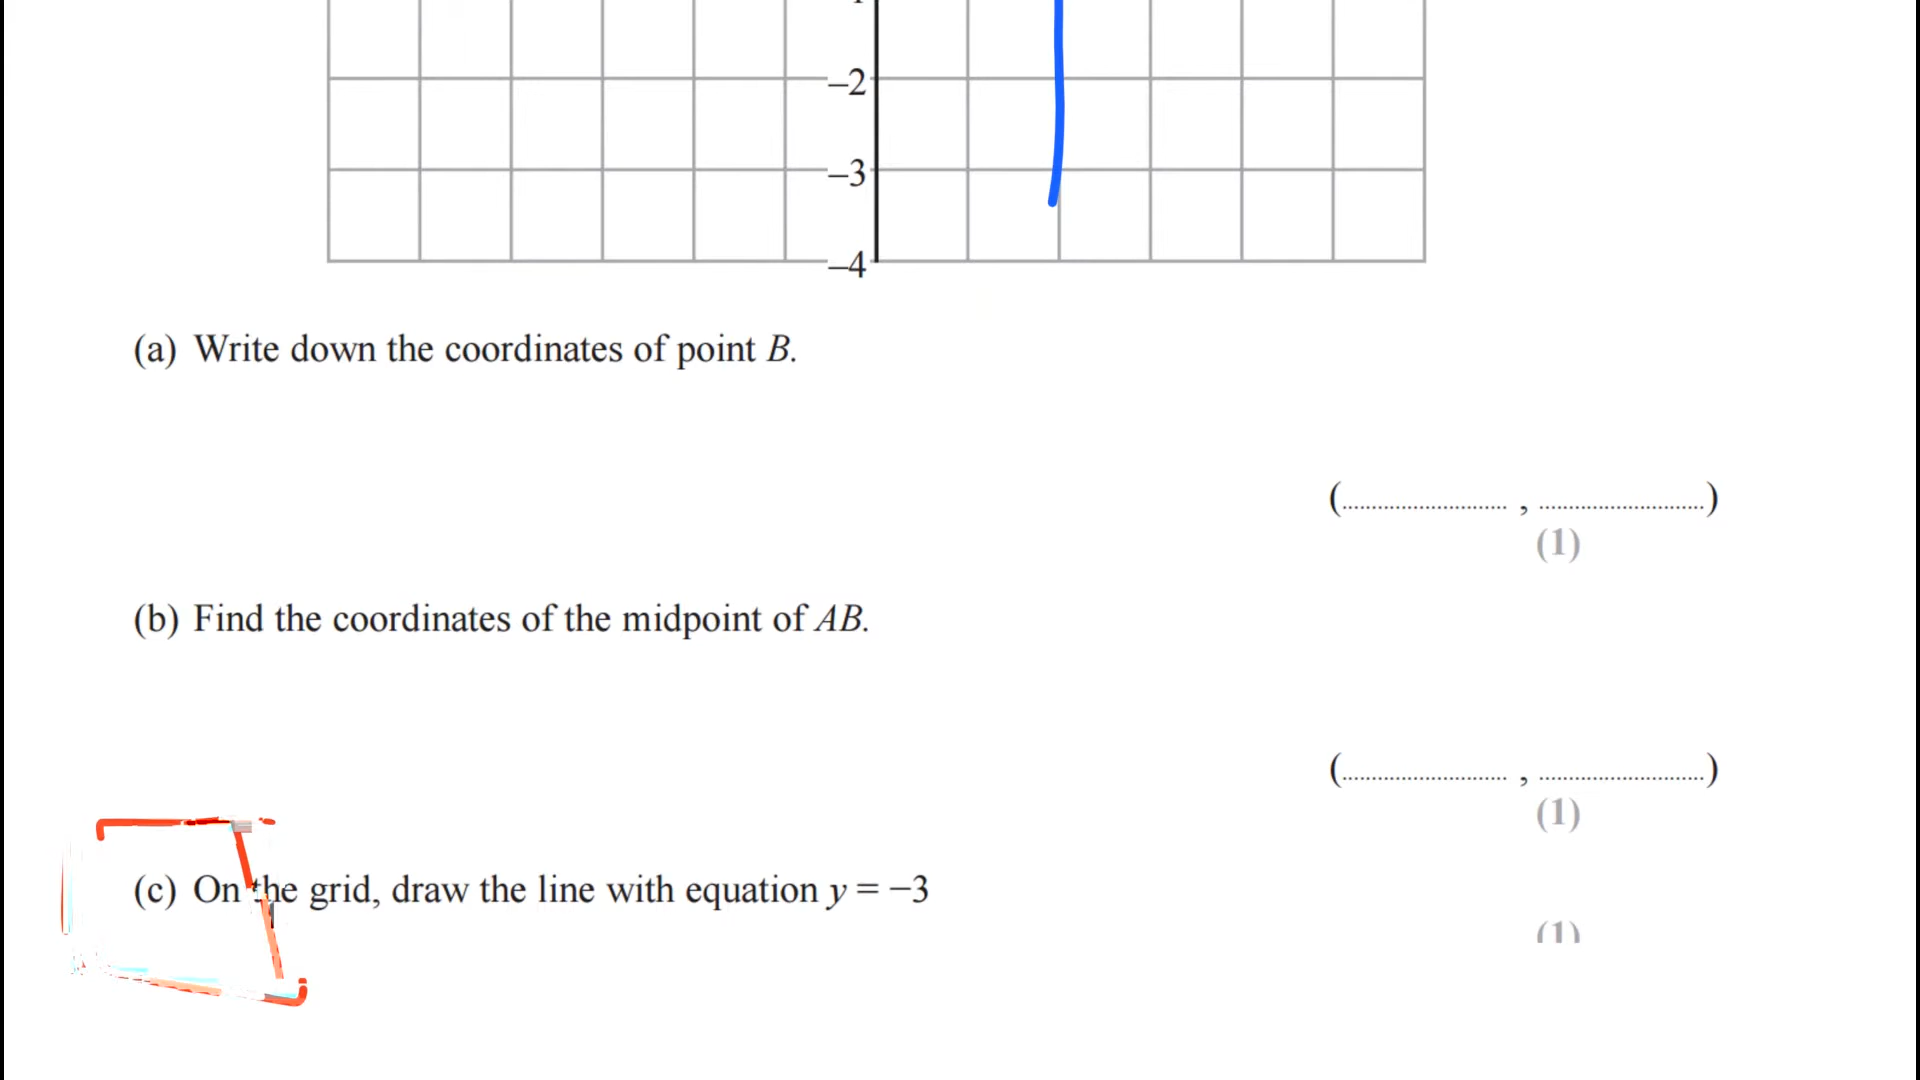 –2
–3
–4
(a) Write down the coordinates of point B.
(.........................., ..........................)
(1)
(b) Find the coordinates of the midpoint of AB.
(.........................., ..........................)
(1)
(c) On the grid, draw the line with equation y = –3
(1)